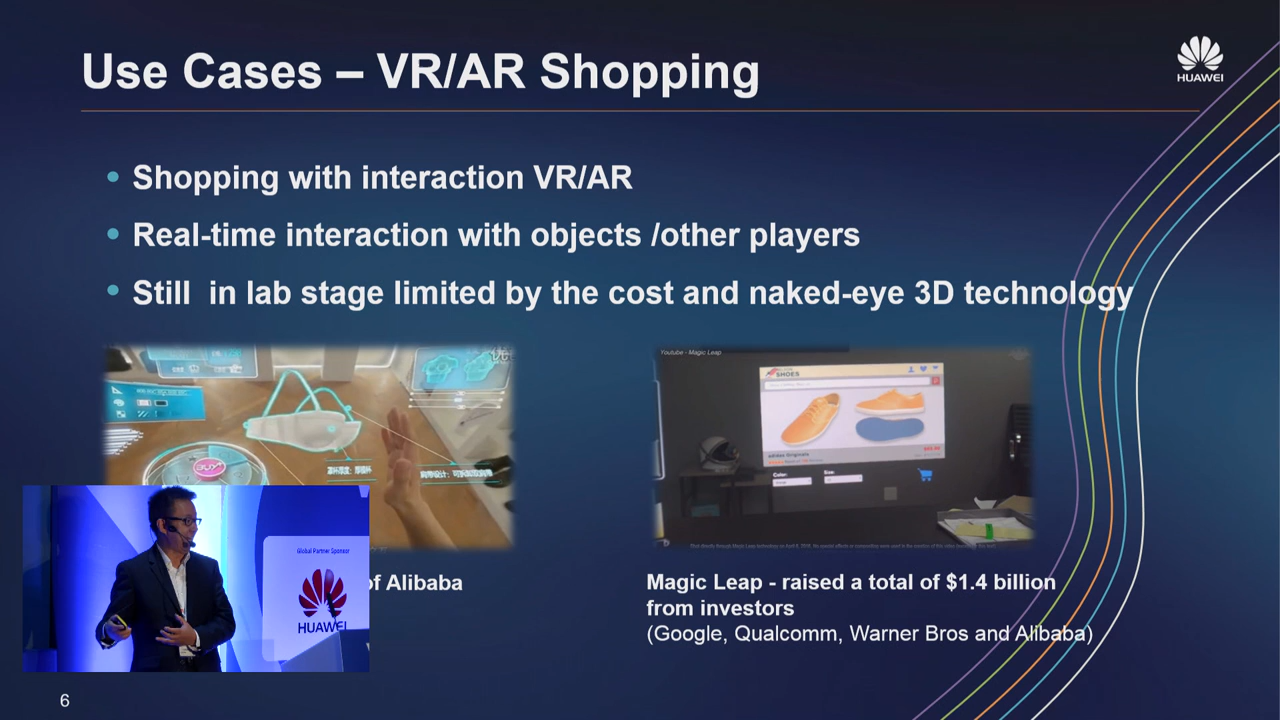 Use Cases – VR/AR Shopping
HUAWEI
Shopping with interaction VR/AR
Real-time interaction with objects /other players
Still in lab stage limited by the cost and naked-eye 3D technology
BUY
Youtube - Magic Leap
SHOES
adidas Originals
Color:
Size:
Global Partner Sponsor
HUAWEI
of Alibaba
Magic Leap - raised a total of $1.4 billion
from investors
(Google, Qualcomm, Warner Bros and Alibaba)
6